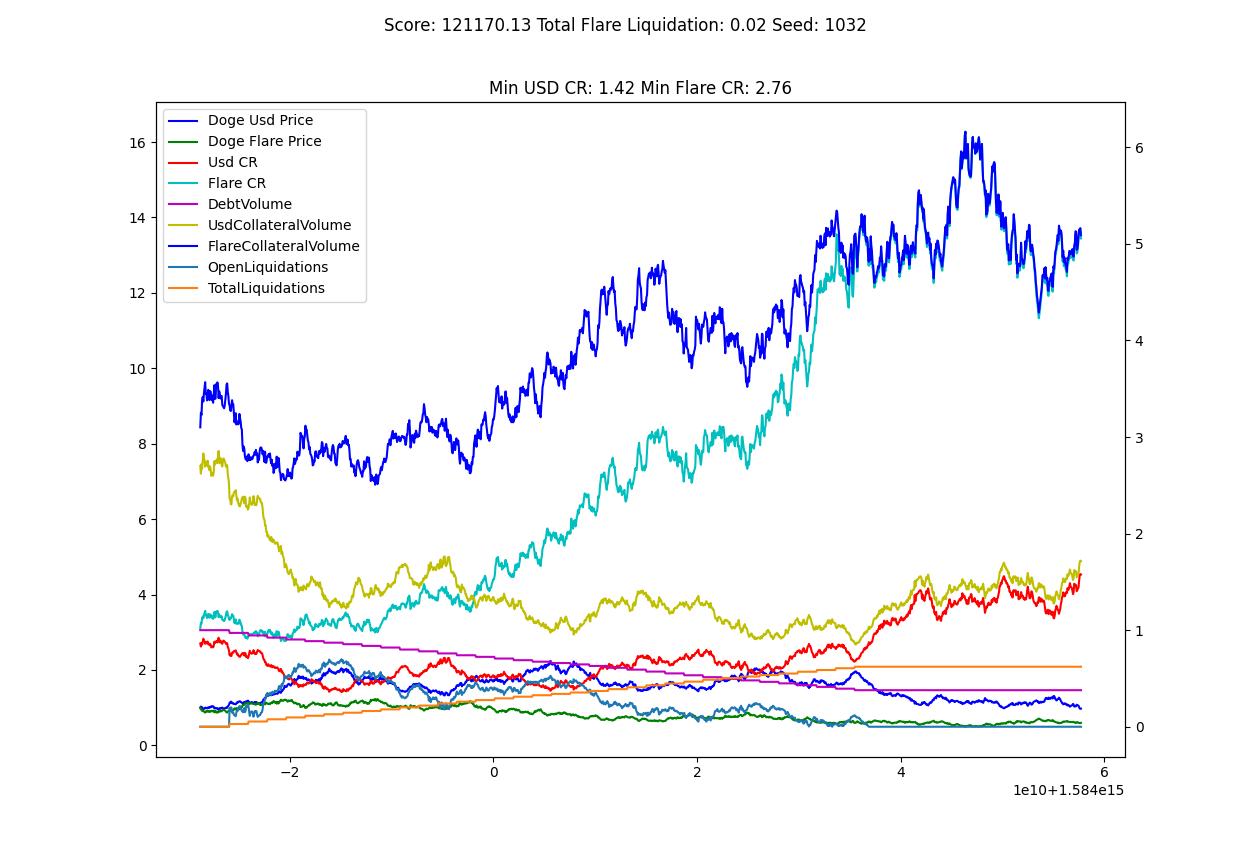 Score: 121170.13 Total Flare Liquidation: 0.02 Seed: 1032
Min USD CR: 1.42 Min Flare CR: 2.76
Doge Usd Price
Doge Flare Price
Usd CR
Flare CR
DebtVolume
UsdCollateralVolume
FlareCollateralVolume
OpenLiquidations
TotalLiquidations
16
14
12
10
8
6
4
2
0
6
5
4
3
2
1
0
−2 0 2 4 6
1e10+1.584e15